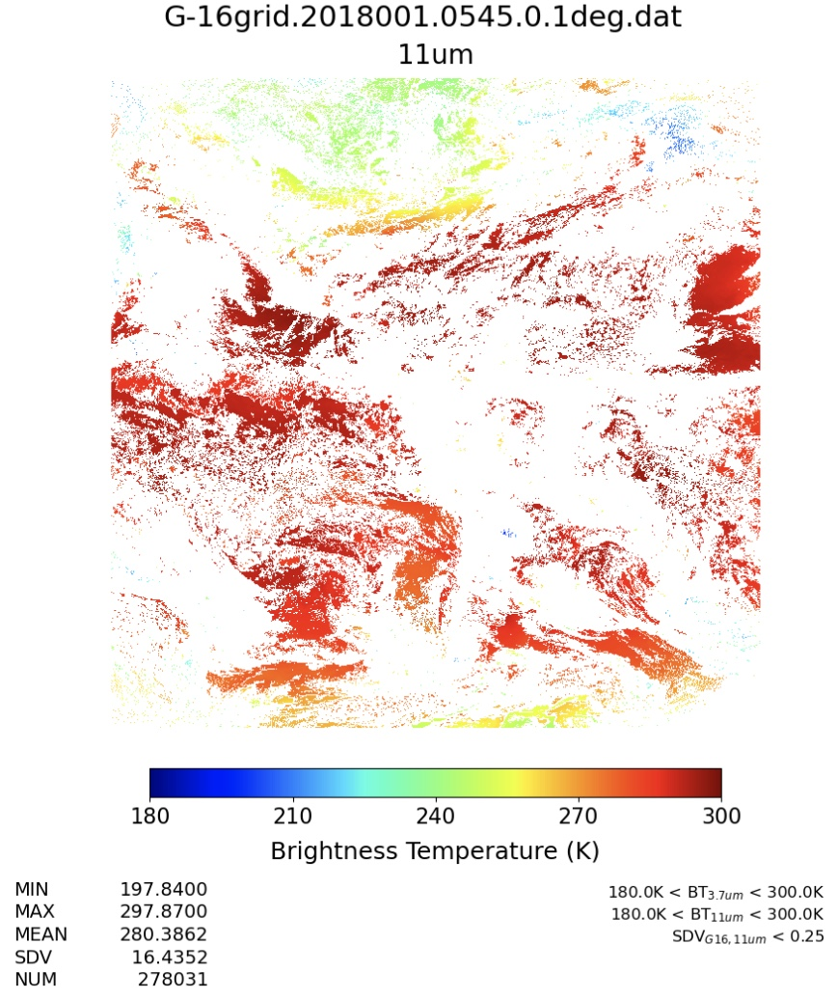 G-16grid.2018001.0545.0.1deg.dat
11um
180 210 240 270 300
Brightness Temperature (K)
MIN 197.8400
MAX 297.8700
MEAN 280.3862
SDV 16.4352
NUM 278031
180.0K < BT3.7um < 300.0K
180.0K < BT11um < 300.0K
SDVG16, 11um < 0.25